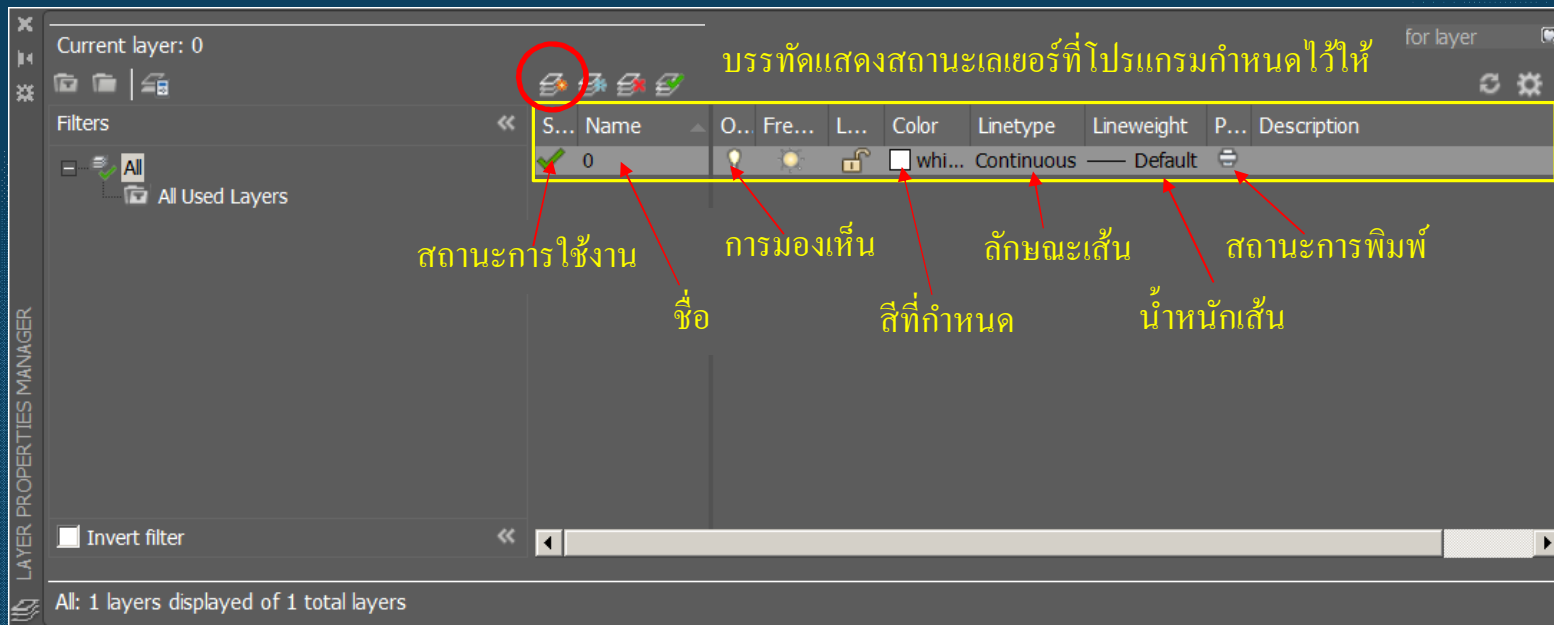 Current layer: 0
for layer
บรรทัดแสดงสถานะเลเยอร์ที่โปรแกรมกำหนดไว้ให้
Filters
S... Name O... Fre... L... Color Linetype Lineweight P... Description
0 whi... Continuous Default
All
All Used Layers
สถานะการใช้งาน
การมองเห็น
ลักษณะเส้น
สถานะการพิมพ์
ชื่อ
สีที่กำหนด
น้ำหนักเส้น
LAYER PROPERTIES MANAGER
Invert filter
All: 1 layers displayed of 1 total layers